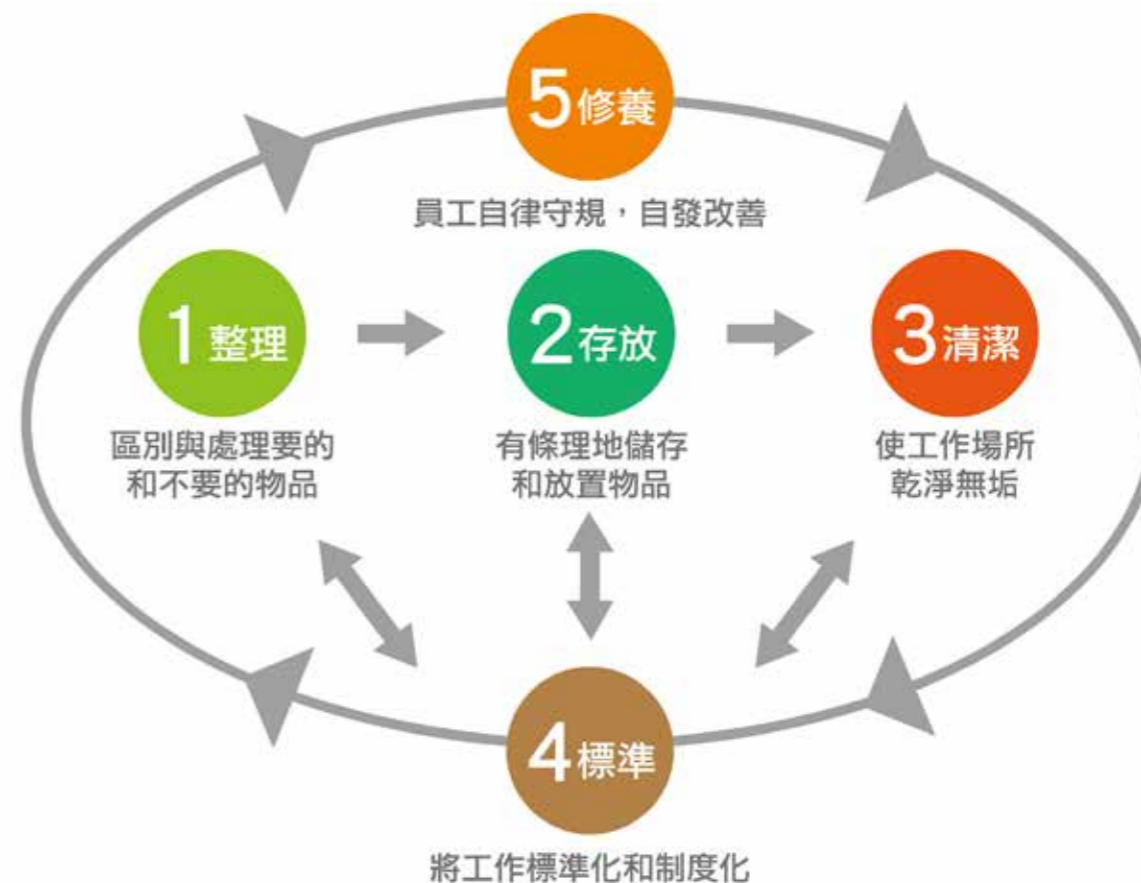 5修養
員工自律守規，自發改善
1整理
區別與處理要的
和不要的物品
2存放
有條理地儲存
和放置物品
3清潔
使工作場所
乾淨無垢
4標準
將工作標準化和制度化